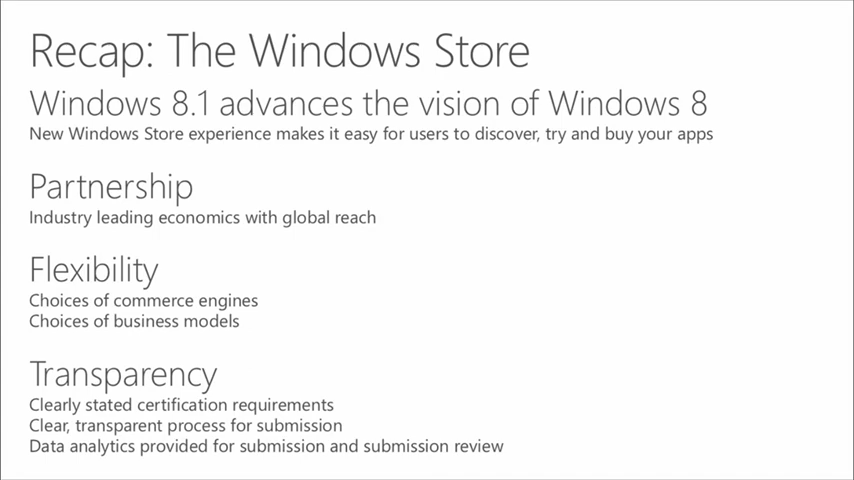 Recap: The Windows Store
Windows 8.1 advances the vision of Windows 8
New Windows Store experience makes it easy for users to discover, try and buy your apps
Partnership
Industry leading economics with global reach
Flexibility
Choices of commerce engines
Choices of business models
Transparency
Clearly stated certification requirements
Clear, transparent process for submission
Data analytics provided for submission and submission review